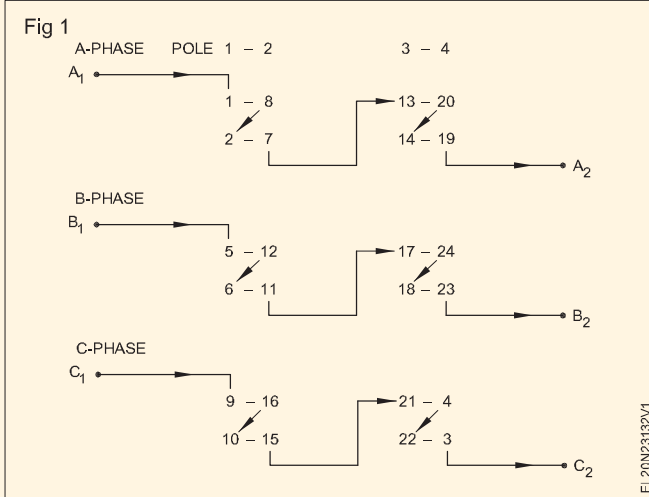 Fig 1
A-PHASE POLE 1 – 2 3 – 4
A1
1 – 8 13 – 20
2 – 7 14 – 19
A2
B-PHASE
B1
5 – 12 17 – 24
6 – 11 18 – 23
B2
C-PHASE
C1
9 – 16 21 – 4
10 – 15 22 – 3
C2
EL20N23132V1